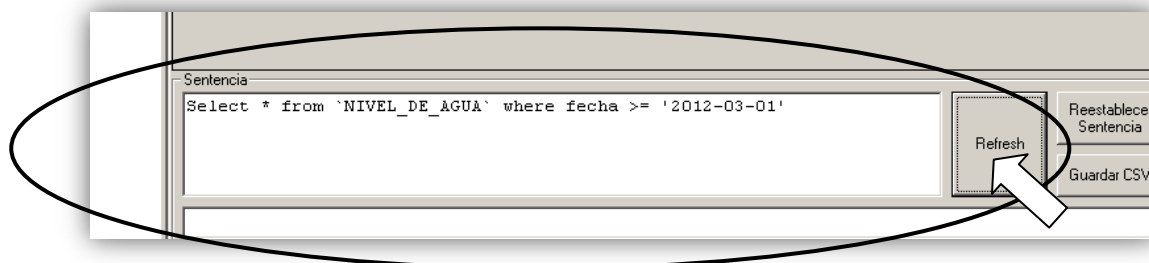 Sentencia
Select * from `NIVEL_DE_AGUA` where fecha >= '2012-03-01'
Refresh
Reestablece
Sentencia
Guardar CSV